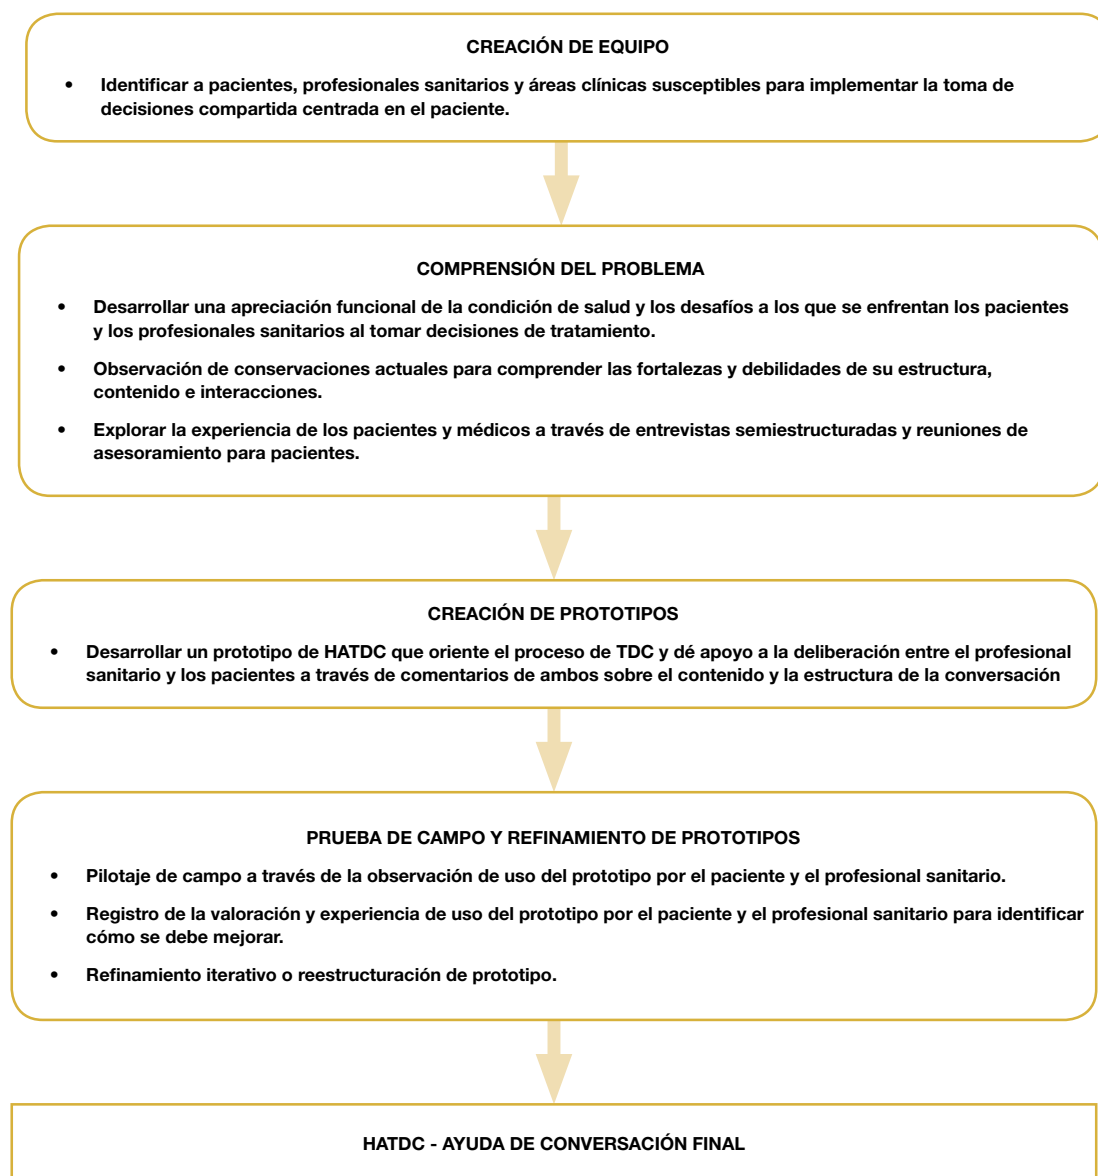 CREACIÓN DE EQUIPO
• Identificar a pacientes, profesionales sanitarios y áreas clínicas susceptibles para implementar la toma de
decisiones compartida centrada en el paciente.
COMPRENSIÓN DEL PROBLEMA
• Desarrollar una apreciación funcional de la condición de salud y los desafíos a los que se enfrentan los pacientes
y los profesionales sanitarios al tomar decisiones de tratamiento.
• Observación de conservaciones actuales para comprender las fortalezas y debilidades de su estructura,
contenido e interacciones.
• Explorar la experiencia de los pacientes y médicos a través de entrevistas semiestructuradas y reuniones de
asesoramiento para pacientes.
CREACIÓN DE PROTOTIPOS
• Desarrollar un prototipo de HATDC que oriente el proceso de TDC y dé apoyo a la deliberación entre el profesional
sanitario y los pacientes a través de comentarios de ambos sobre el contenido y la estructura de la conversación
PRUEBA DE CAMPO Y REFINAMIENTO DE PROTOTIPOS
• Pilotaje de campo a través de la observación de uso del prototipo por el paciente y el profesional sanitario.
• Registro de la valoración y experiencia de uso del prototipo por el paciente y el profesional sanitario para identificar
cómo se debe mejorar.
• Refinamiento iterativo o reestructuración de prototipo.
HATDC - AYUDA DE CONVERSACIÓN FINAL